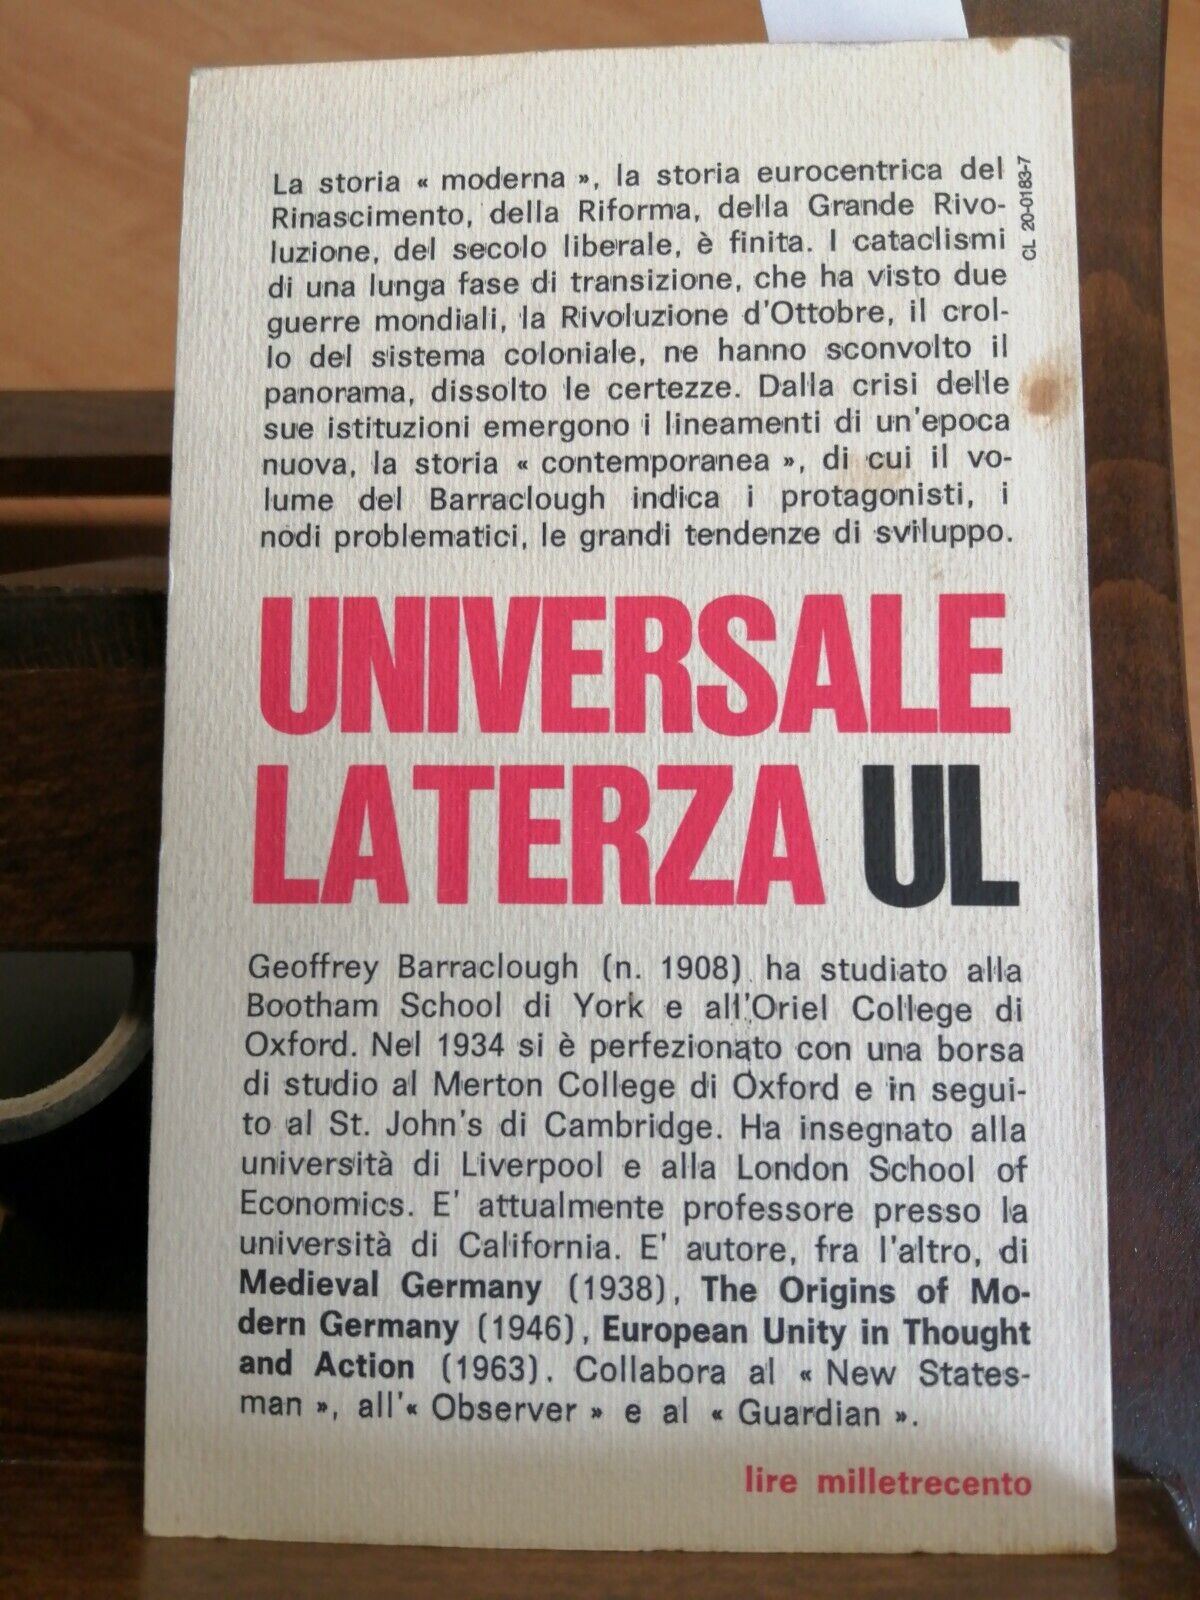 La storia « moderna », la storia eurocentrica del
Rinascimento, della Riforma, della Grande Rivo-
luzione, del secolo liberale, è finita. I cataclismi
di una lunga fase di transizione, che ha visto due
guerre mondiali, la Rivoluzione d'Ottobre, il crol-
lo del sistema coloniale, ne hanno sconvolto il
panorama, dissolto le certezze. Dalla crisi delle
sue istituzioni emergono i lineamenti di un'epoca
nuova, la storia « contemporanea », di cui il vo-
lume del Barraclough indica i protagonisti, i
nodi problematici, le grandi tendenze di sviluppo.
CL 20-0183-7
UNIVERSALE
LATERZA UL
Geoffrey Barraclough (n. 1908) ha studiato alla
Bootham School di York e all'Oriel College di
Oxford. Nel 1934 si è perfezionato con una borsa
di studio al Merton College di Oxford e in segui-
to al St. John's di Cambridge. Ha insegnato alla
università di Liverpool e alla London School of
Economics. E' attualmente professore presso la
università di California. E' autore, fra l'altro, di
Medieval Germany (1938), The Origins of Mo-
dern Germany (1946), European Unity in Thought
and Action (1963). Collabora al « New States-
man », all'« Observer » e al « Guardian ».
lire milletrecento